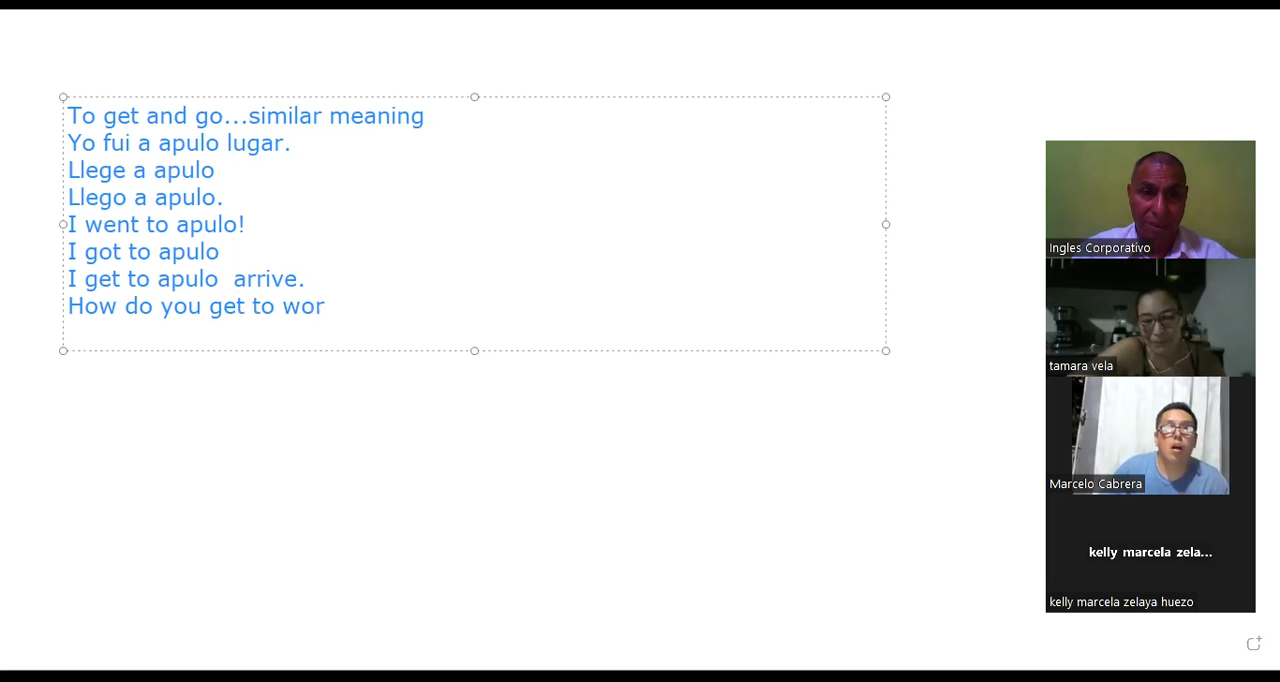 To get and go...similar meaning
Yo fui a apulo lugar.
Llege a apulo
Llego a apulo.
I went to apulo!
I got to apulo
I get to apulo  arrive.
How do you get to wor
Ingles Corporativo
tamara vela
Marcelo Cabrera
kelly marcela zela...
kelly marcela zelaya huezo